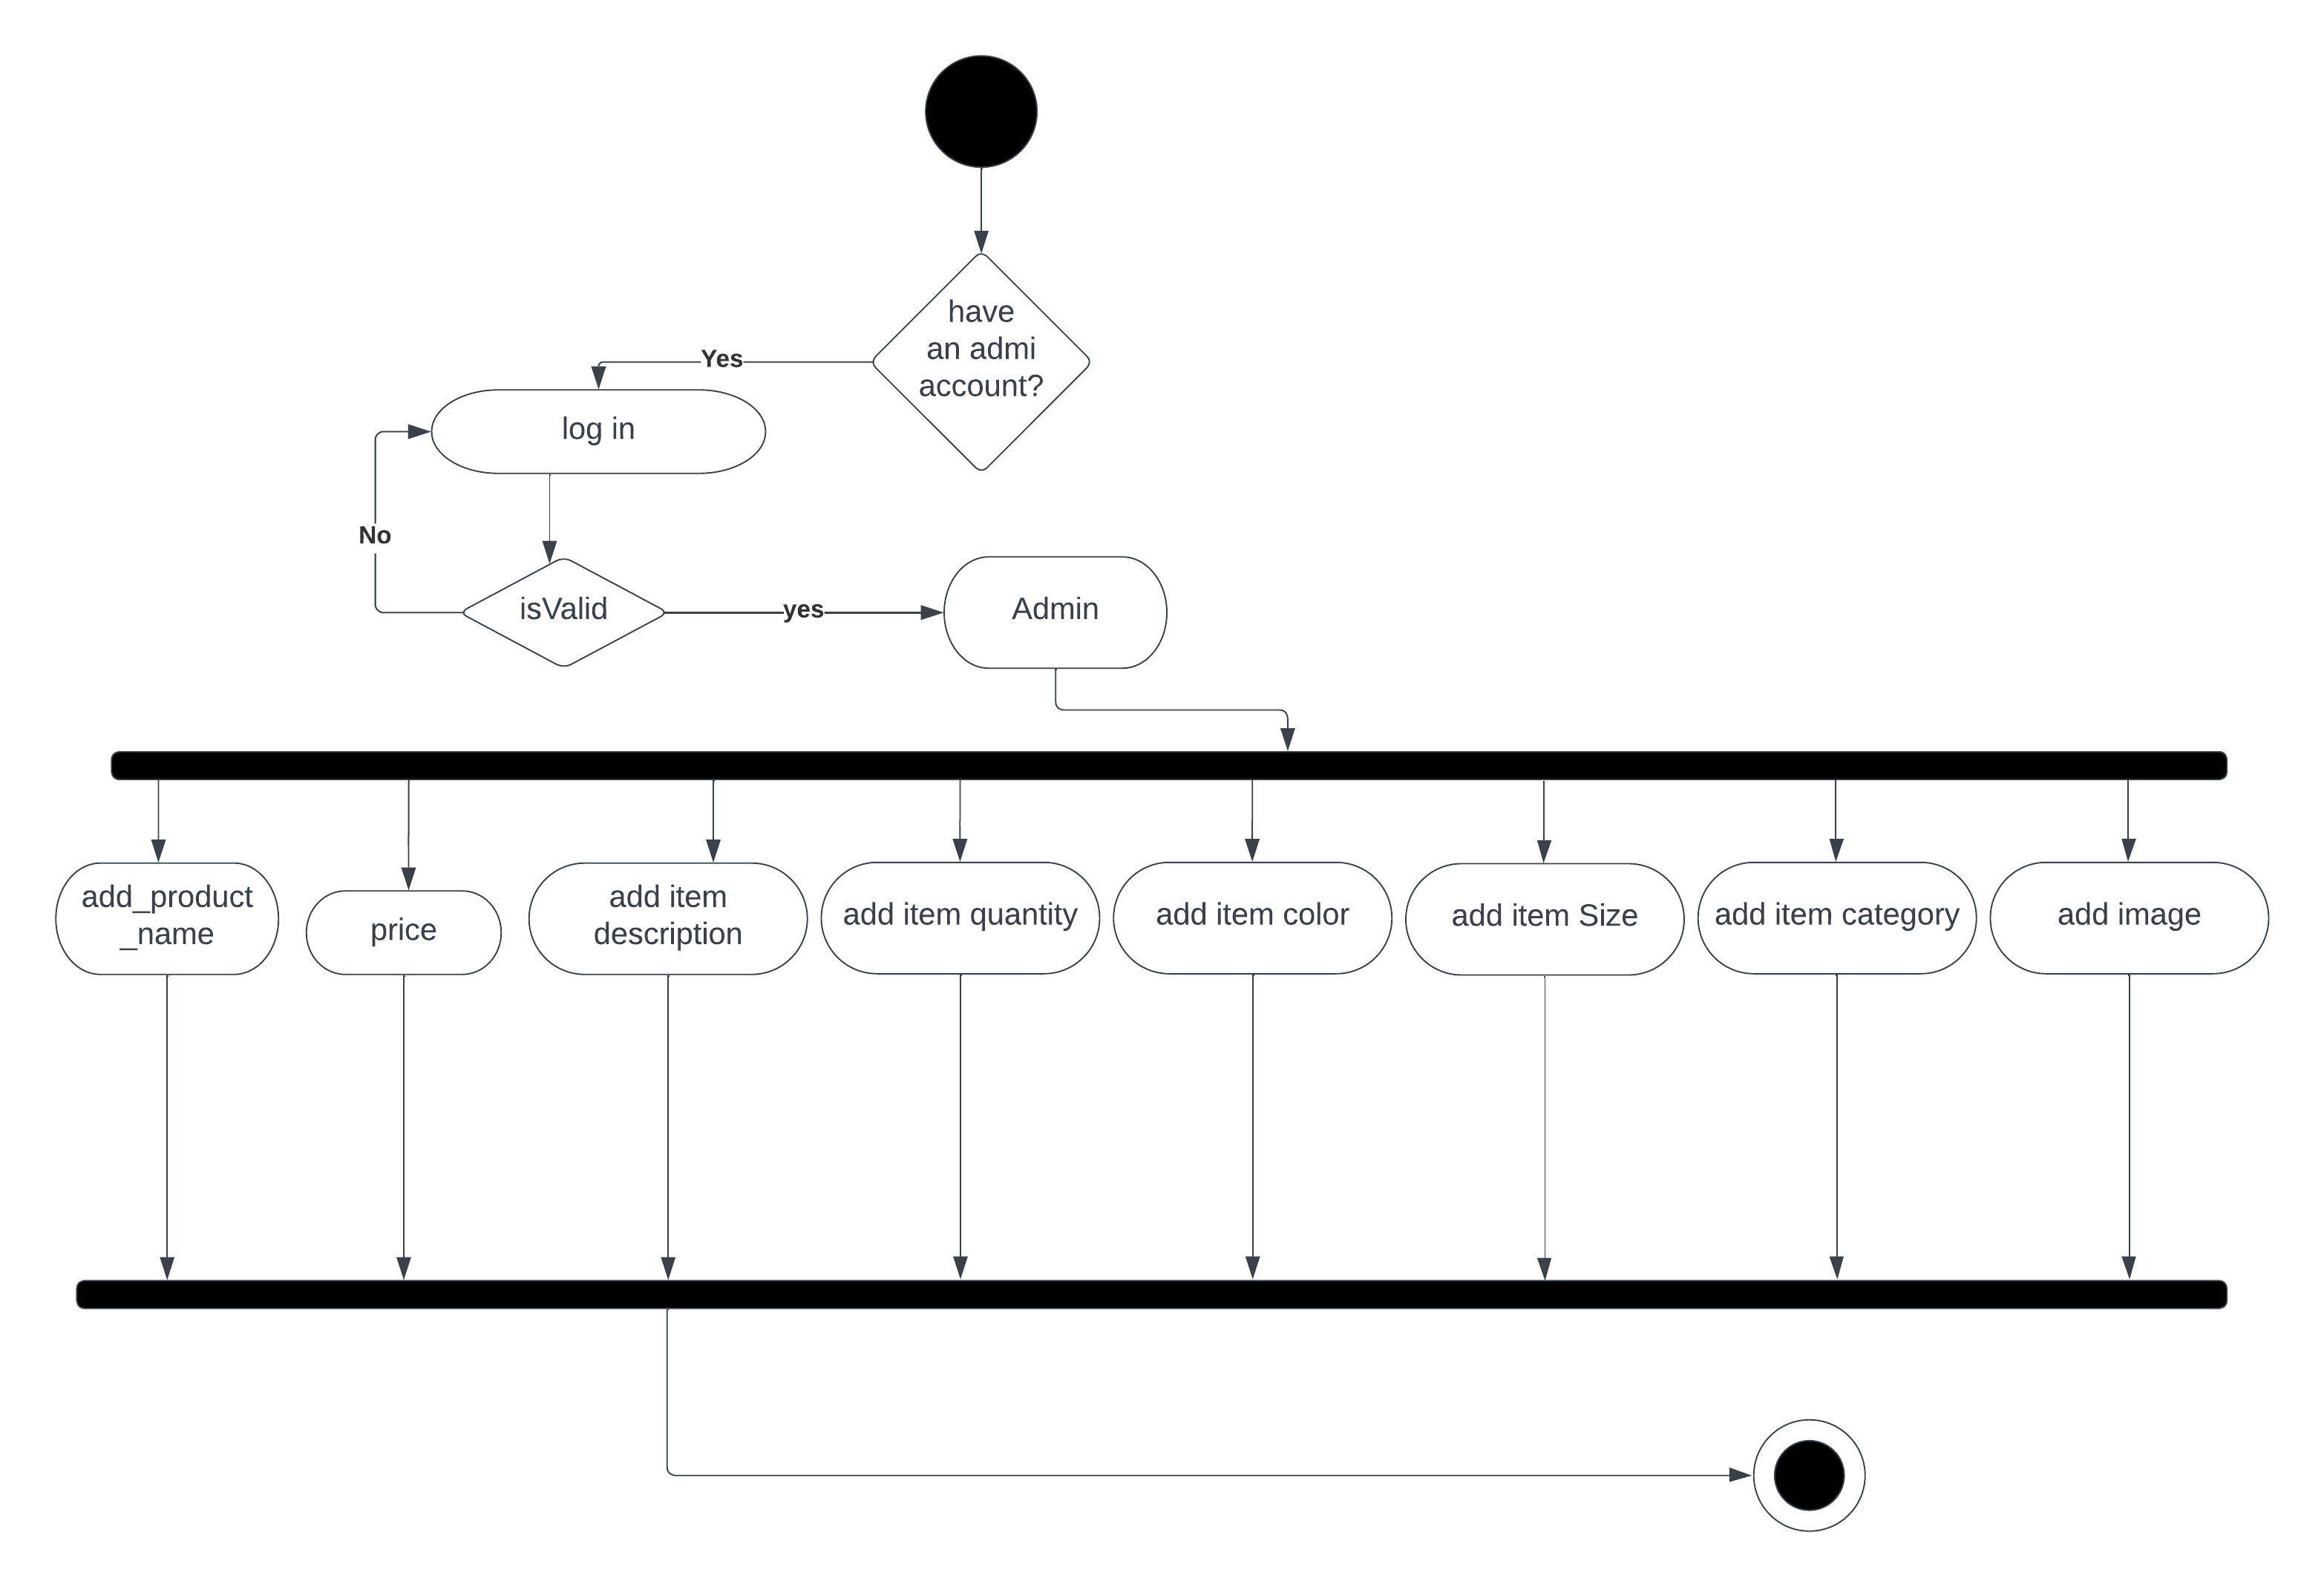 have
an admi
account?
Yes
log in
No
isValid
yes
Admin
add_product
_name
price
add item
description
add item quantity
add item color
add item Size
add item category
add image